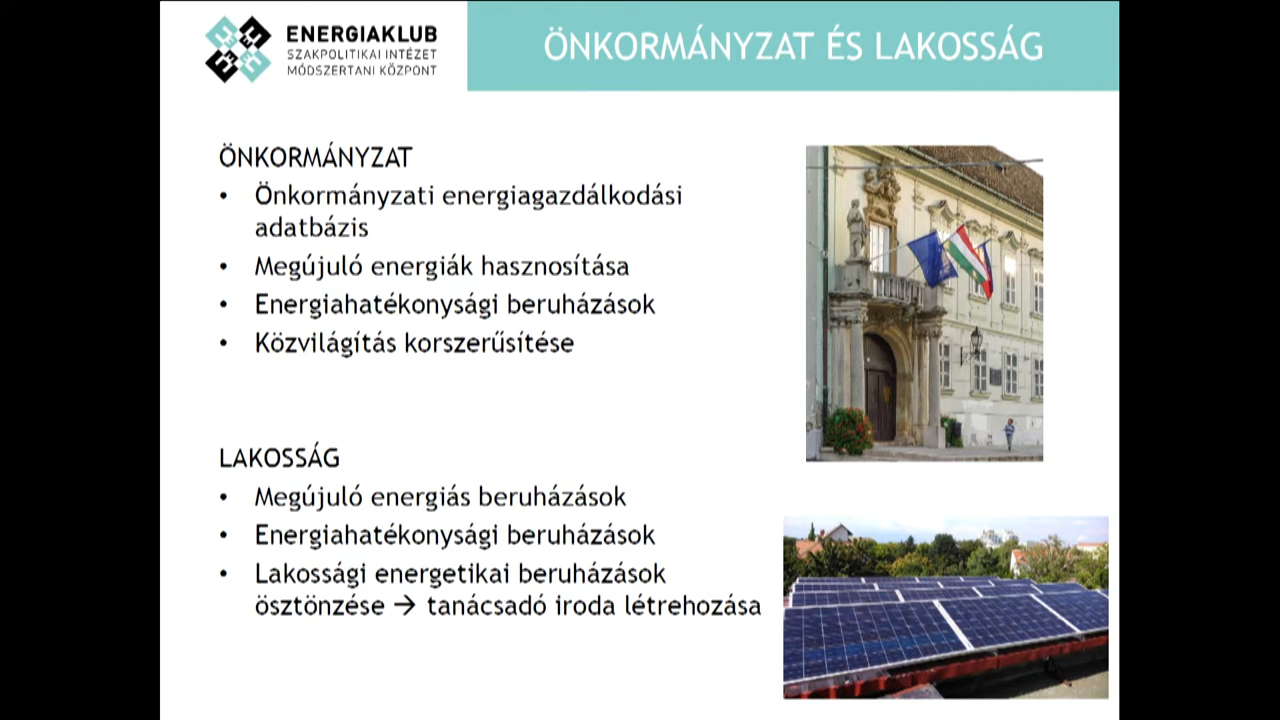 ENERGIAKLUB
SZAKPOLITIKAI INTÉZET
MÓDSZERTANI KÖZPONT
ÖNKORMÁNYZAT ÉS LAKOSSÁG
ÖNKORMÁNYZAT
• Önkormányzati energiagazdálkodási
adatbázis
• Megújuló energiák hasznosítása
• Energiahatékonysági beruházások
• Közvilágítás korszerűsítése
LAKOSSÁG
• Megújuló energiás beruházások
• Energiahatékonysági beruházások
• Lakossági energetikai beruházások
ösztönzése → tanácsadó iroda létrehozása